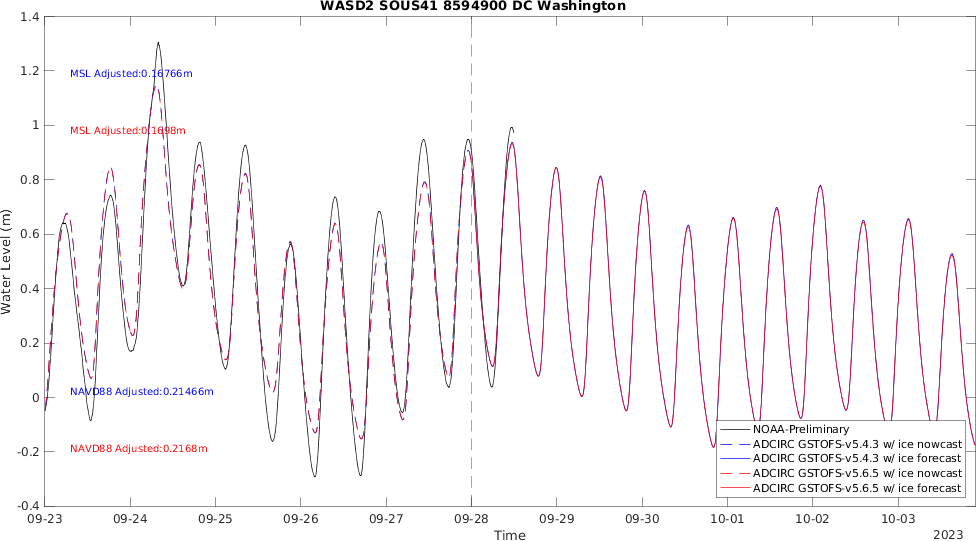 WASD2 SOUS41 8594900 DC Washington
1.4
1.2
1
0.8
0.6
0.4
0.2
0
-0.2
-0.4
Water Level (m)
MSL Adjusted:0.16766m
MSL Adjusted:0.1698m
NAVD88 Adjusted:0.21466m
NAVD88 Adjusted:0.2168m
NOAA-Preliminary
ADCIRC GSTOFS-v5.4.3 w/ ice nowcast
ADCIRC GSTOFS-v5.4.3 w/ ice forecast
ADCIRC GSTOFS-v5.6.5 w/ ice nowcast
ADCIRC GSTOFS-v5.6.5 w/ ice forecast
09-23 09-24 09-25 09-26 09-27 09-28 09-29 09-30 10-01 10-02 10-03
Time
2023